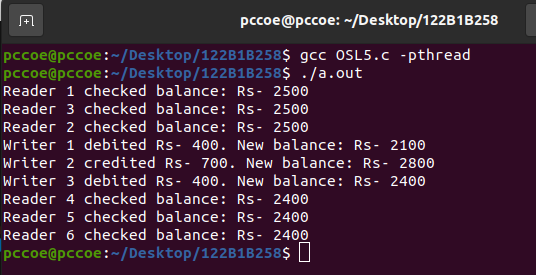 pccoe@pccoe: ~/Desktop/122B1B258
pccoe@pccoe:~/Desktop/122B1B258$ gcc OSL5.c -pthread
pccoe@pccoe:~/Desktop/122B1B258$ ./a.out
Reader 1 checked balance: Rs- 2500
Reader 3 checked balance: Rs- 2500
Reader 2 checked balance: Rs- 2500
Writer 1 debited Rs- 400. New balance: Rs- 2100
Writer 2 credited Rs- 700. New balance: Rs- 2800
Writer 3 debited Rs- 400. New balance: Rs- 2400
Reader 4 checked balance: Rs- 2400
Reader 5 checked balance: Rs- 2400
Reader 6 checked balance: Rs- 2400
pccoe@pccoe:~/Desktop/122B1B258$